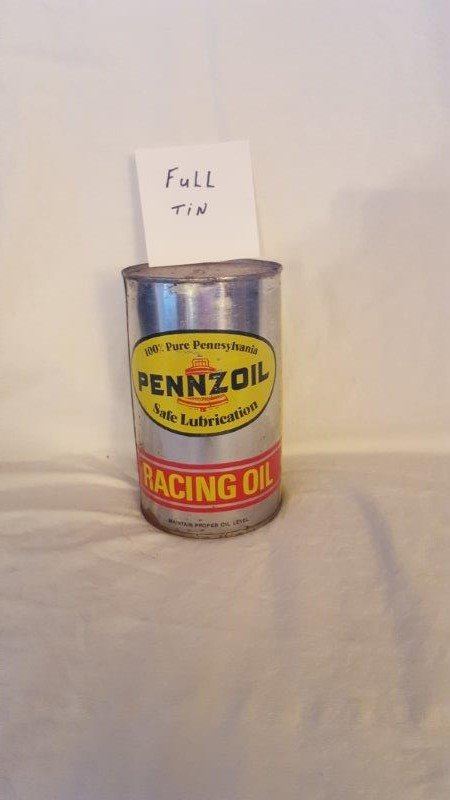 FULL
TIN
100% Pure Pennsylvania
PENNZOIL
Safe Lubrication
RACING OIL
MAINTAIN PROPER OIL LEVEL